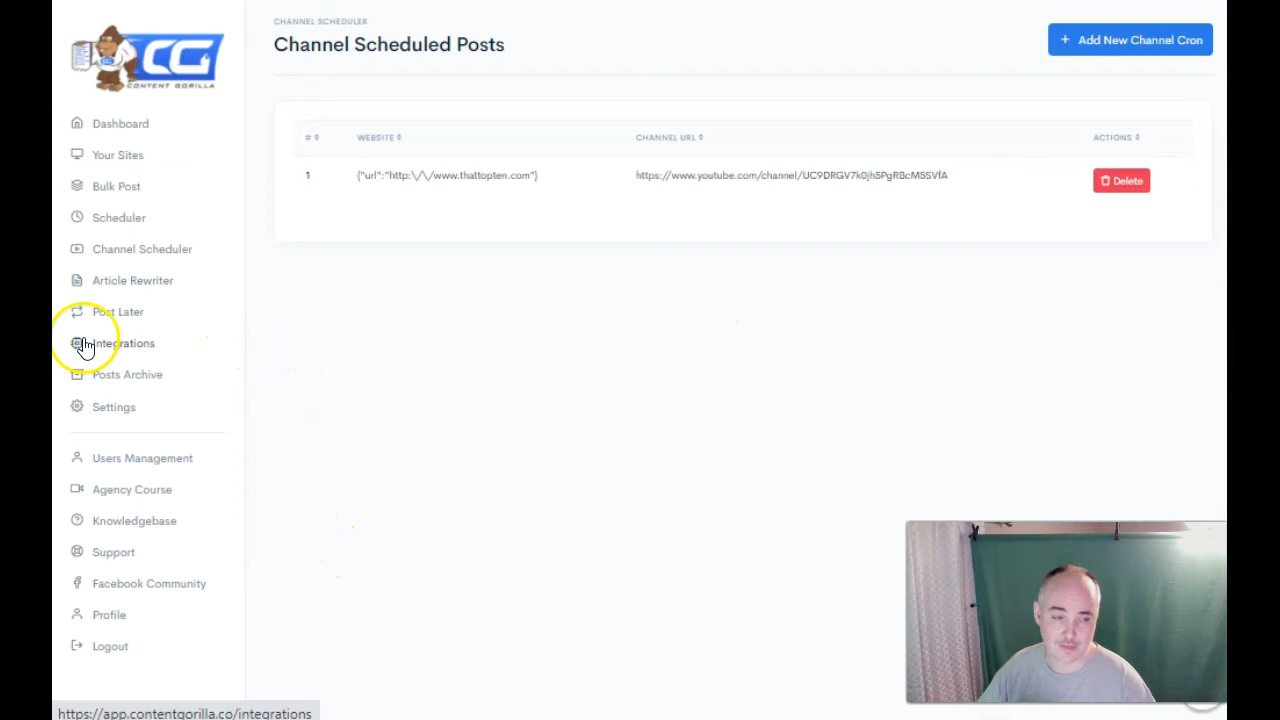 CG
CONTENT GORILLA
Dashboard
Your Sites
Bulk Post
Scheduler
Channel Scheduler
Article Rewriter
Post Later
Integrations
Posts Archive
Settings
Users Management
Agency Course
Knowledgebase
Support
Facebook Community
Profile
Logout
https://app.contentgorilla.co/integrations
CHANNEL SCHEDULER
Channel Scheduled Posts
+ Add New Channel Cron
# WEBSITE CHANNEL URL ACTIONS
1 {"url":"http:\/\/www.thattopten.com"} https://www.youtube.com/channel/UC9DRGV7k0jh5PgRBcM5SVfA Delete